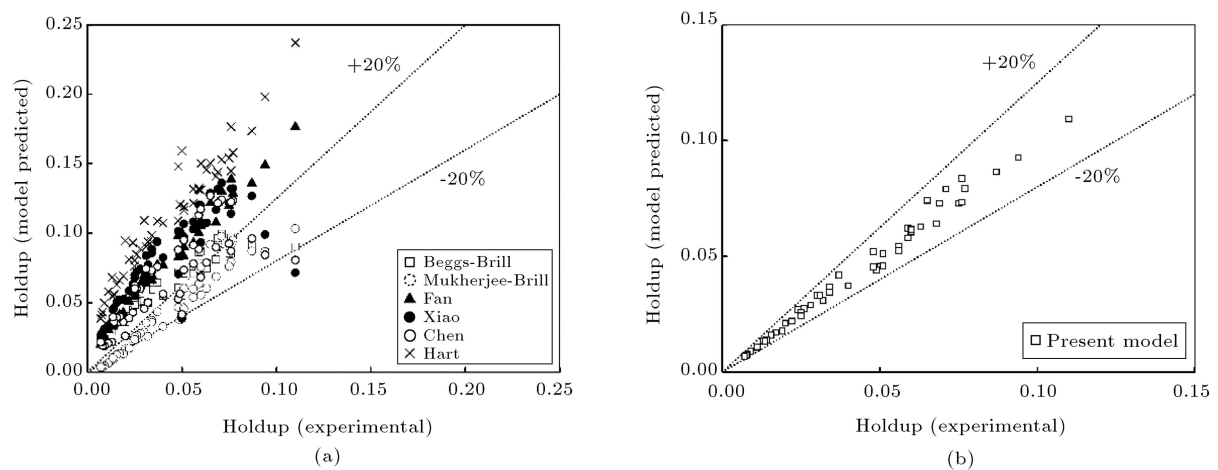 0.25
0.20
0.15
0.10
0.05
0.00
Holdup (model predicted)
+20%
-20%
Beggs-Brill
Mukherjee-Brill
Fan
Xiao
Chen
Hart
0.00 0.05 0.10 0.15 0.20 0.25
Holdup (experimental)
(a)
0.15
0.10
0.05
0.00
Holdup (model predicted)
+20%
-20%
Present model
0.00 0.05 0.10 0.15
Holdup (experimental)
(b)